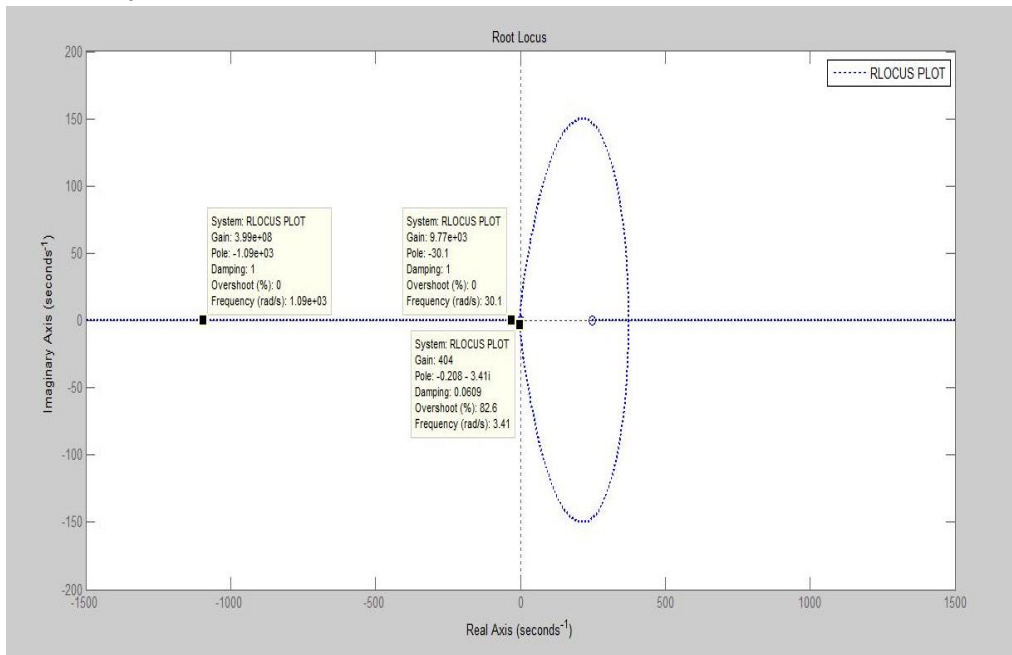 Root Locus
RLOCUS PLOT
200
150
100
50
0
-50
-100
-150
-200
Imaginary Axis (seconds-1)
System: RLOCUS PLOT
Gain: 3.99e+08
Pole: -1.09e+03
Damping: 1
Overshoot (%): 0
Frequency (rad/s): 1.09e+03
System: RLOCUS PLOT
Gain: 9.77e+03
Pole: -30.1
Damping: 1
Overshoot (%): 0
Frequency (rad/s): 30.1
System: RLOCUS PLOT
Gain: 404
Pole: -0.208 - 3.41i
Damping: 0.0609
Overshoot (%): 82.6
Frequency (rad/s): 3.41
-1500 -1000 -500 0 500 1000 1500
Real Axis (seconds-1)